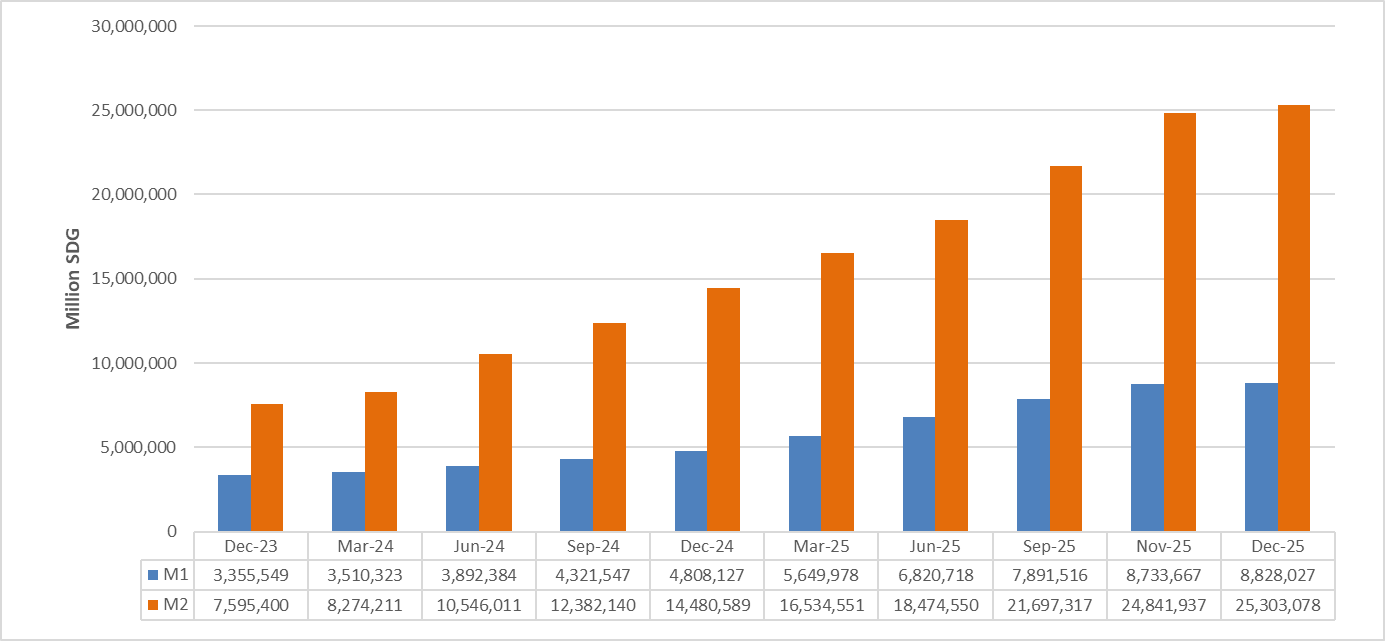 30,000,000
25,000,000
20,000,000
15,000,000
10,000,000
5,000,000
0
Million SDG
Dec-23 Mar-24 Jun-24 Sep-24 Dec-24 Mar-25 Jun-25 Sep-25 Nov-25 Dec-25
M1 3,355,549 3,510,323 3,892,384 4,321,547 4,808,127 5,649,978 6,820,718 7,891,516 8,733,667 8,828,027
M2 7,595,400 8,274,211 10,546,011 12,382,140 14,480,589 16,534,551 18,474,550 21,697,317 24,841,937 25,303,078